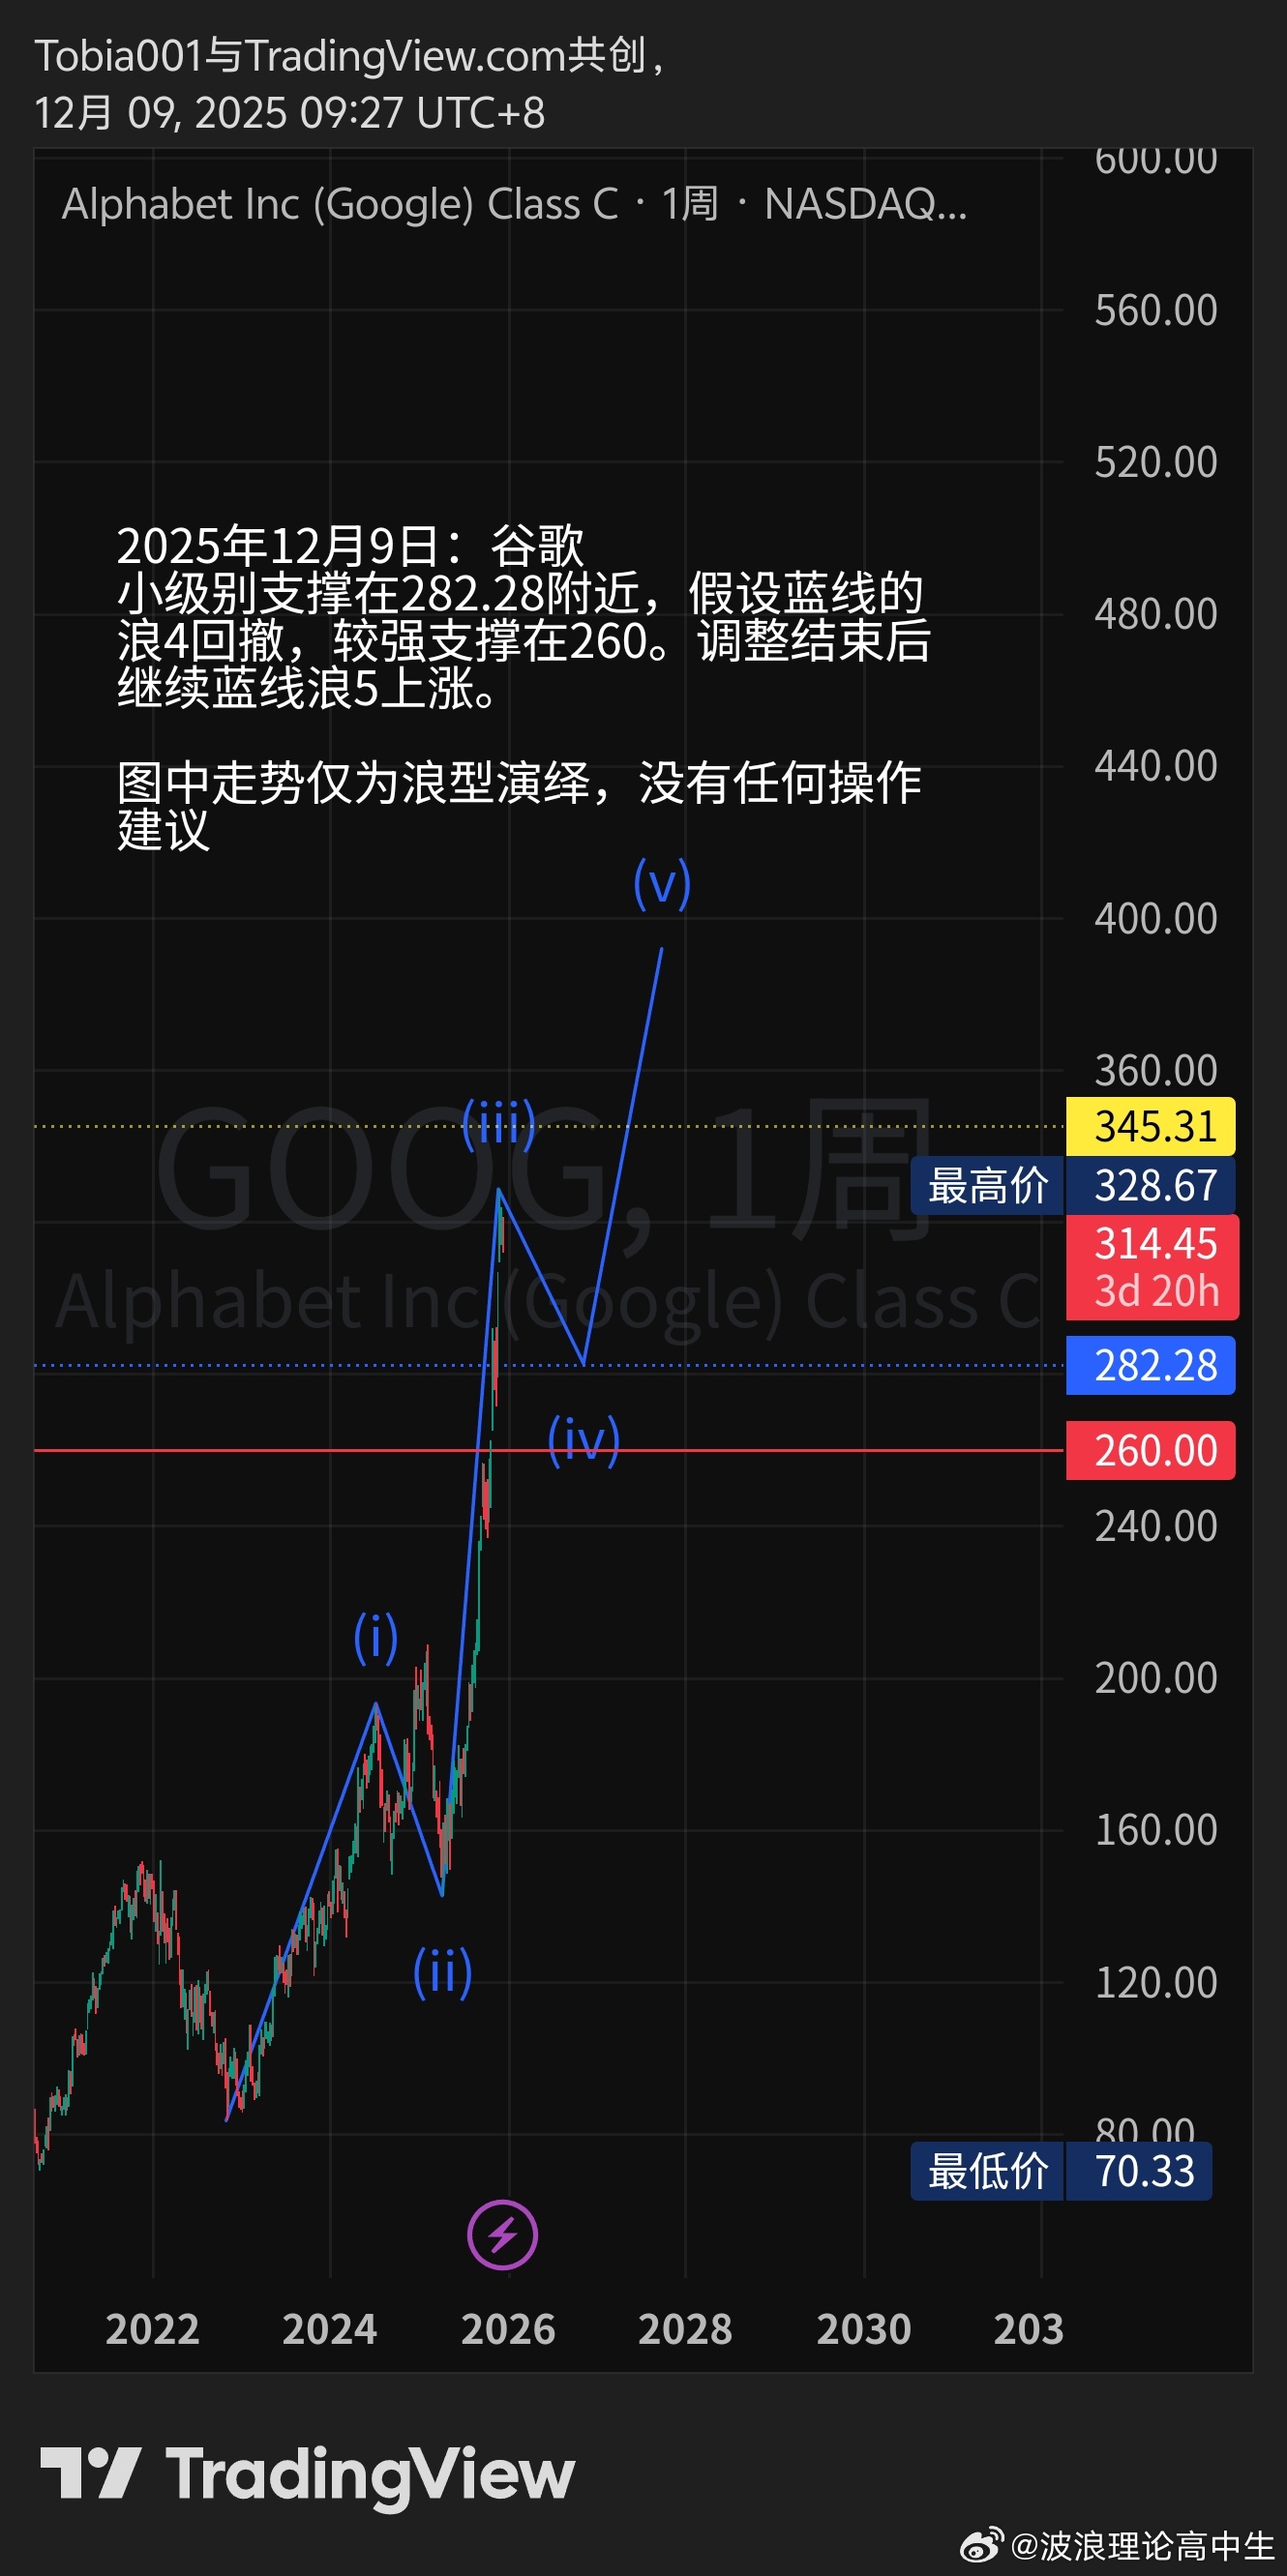 Tobia001与TradingView.com共创，
12月 09, 2025 09:27 UTC+8
Alphabet Inc (Google) Class C · 1周 · NASDAQ...
600.00
560.00
520.00
2025年12月9日：谷歌
小级别支撑在282.28附近，假设蓝线的
浪4回撤，较强支撑在260。调整结束后
继续蓝线浪5上涨。
480.00
图中走势仅为浪型演绎，没有任何操作
建议
440.00
(v)
400.00
360.00
GOOG, 1周
Alphabet Inc (Google) Class C
(iii)
345.31
最高价 328.67
314.45
3d 20h
282.28
(iv)
260.00
240.00
(i)
200.00
160.00
(ii)
120.00
80.00
最低价 70.33
2022 2024 2026 2028 2030 203
TradingView
@波浪理论高中生